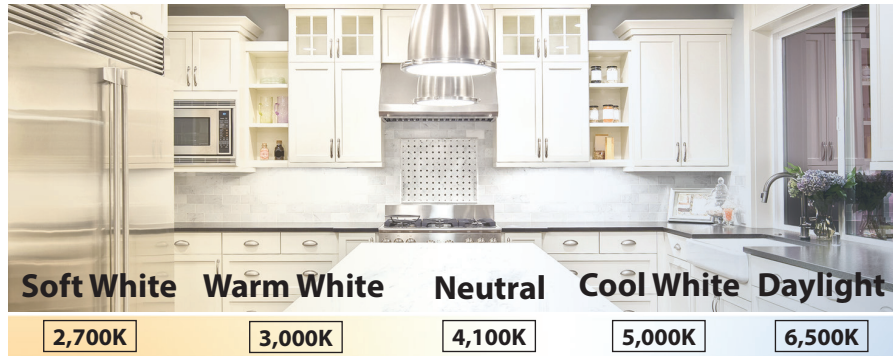 Soft White Warm White Neutral Cool White Daylight
2,700K 3,000K 4,100K 5,000K 6,500K